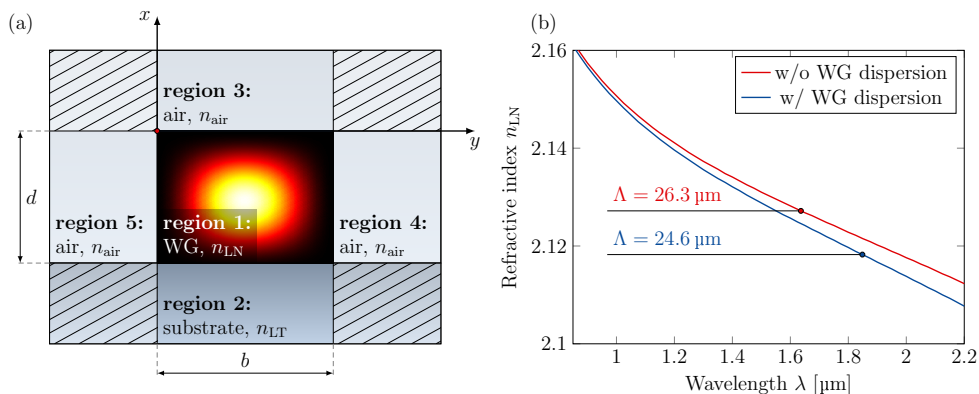 (a)
x
region 3:
air, n_air
y
d
region 5:
air, n_air
region 1:
WG, n_LN
region 4:
air, n_air
region 2:
substrate, n_LT
b
(b)
Refractive index n_LN
2.16
2.14
2.12
2.1
w/o WG dispersion
w/ WG dispersion
Λ = 26.3 µm
Λ = 24.6 µm
1 1.2 1.4 1.6 1.8 2 2.2
Wavelength λ [µm]